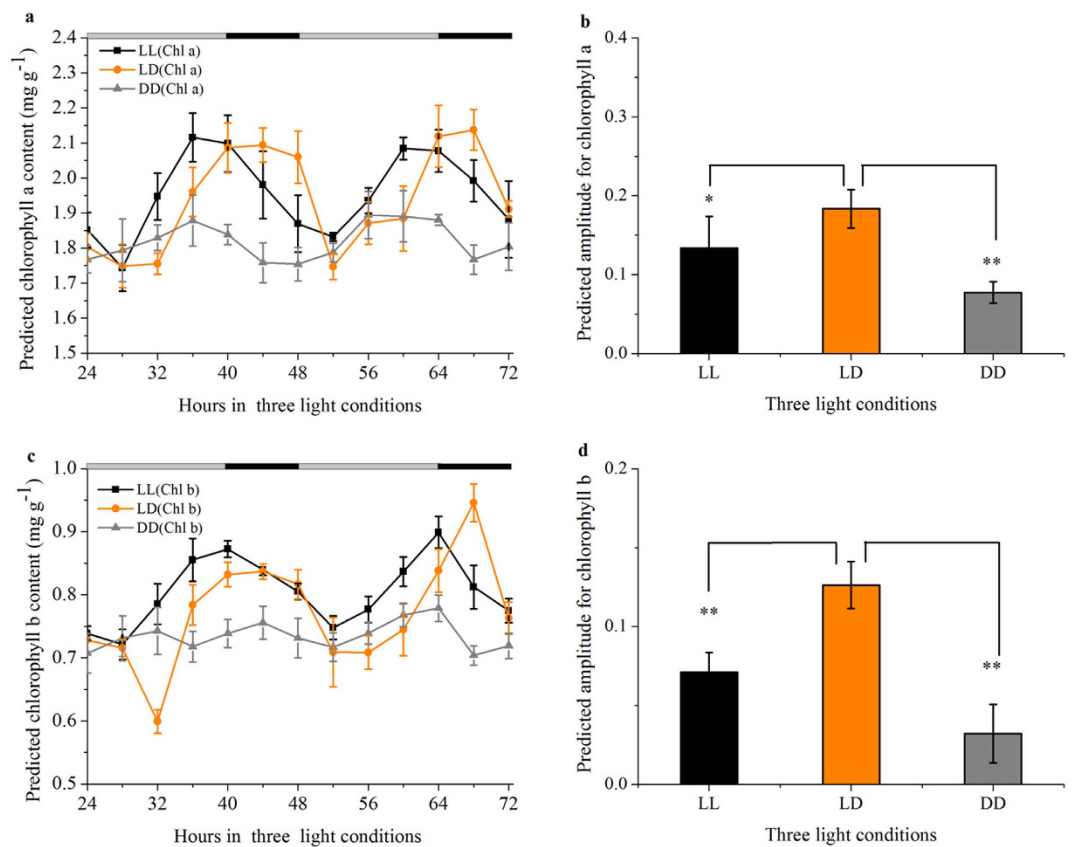 a
2.4
2.3
2.2
2.1
2.0
1.9
1.8
1.7
1.6
1.5
Predicted chlorophyll a content (mg g-1)
LL(Chl a)
LD(Chl a)
DD(Chl a)
24 32 40 48 56 64 72
Hours in three light conditions
b
0.4
0.3
0.2
0.1
0.0
Predicted amplitude for chlorophyll a
*
**
LL LD DD
Three light conditions
c
1.0
0.9
0.8
0.7
0.6
0.5
Predicted chlorophyll b content (mg g-1)
LL(Chl b)
LD(Chl b)
DD(Chl b)
24 32 40 48 56 64 72
Hours in three light conditions
d
0.2
0.1
0.0
Predicted amplitude for chlorophyll b
**
**
LL LD DD
Three light conditions